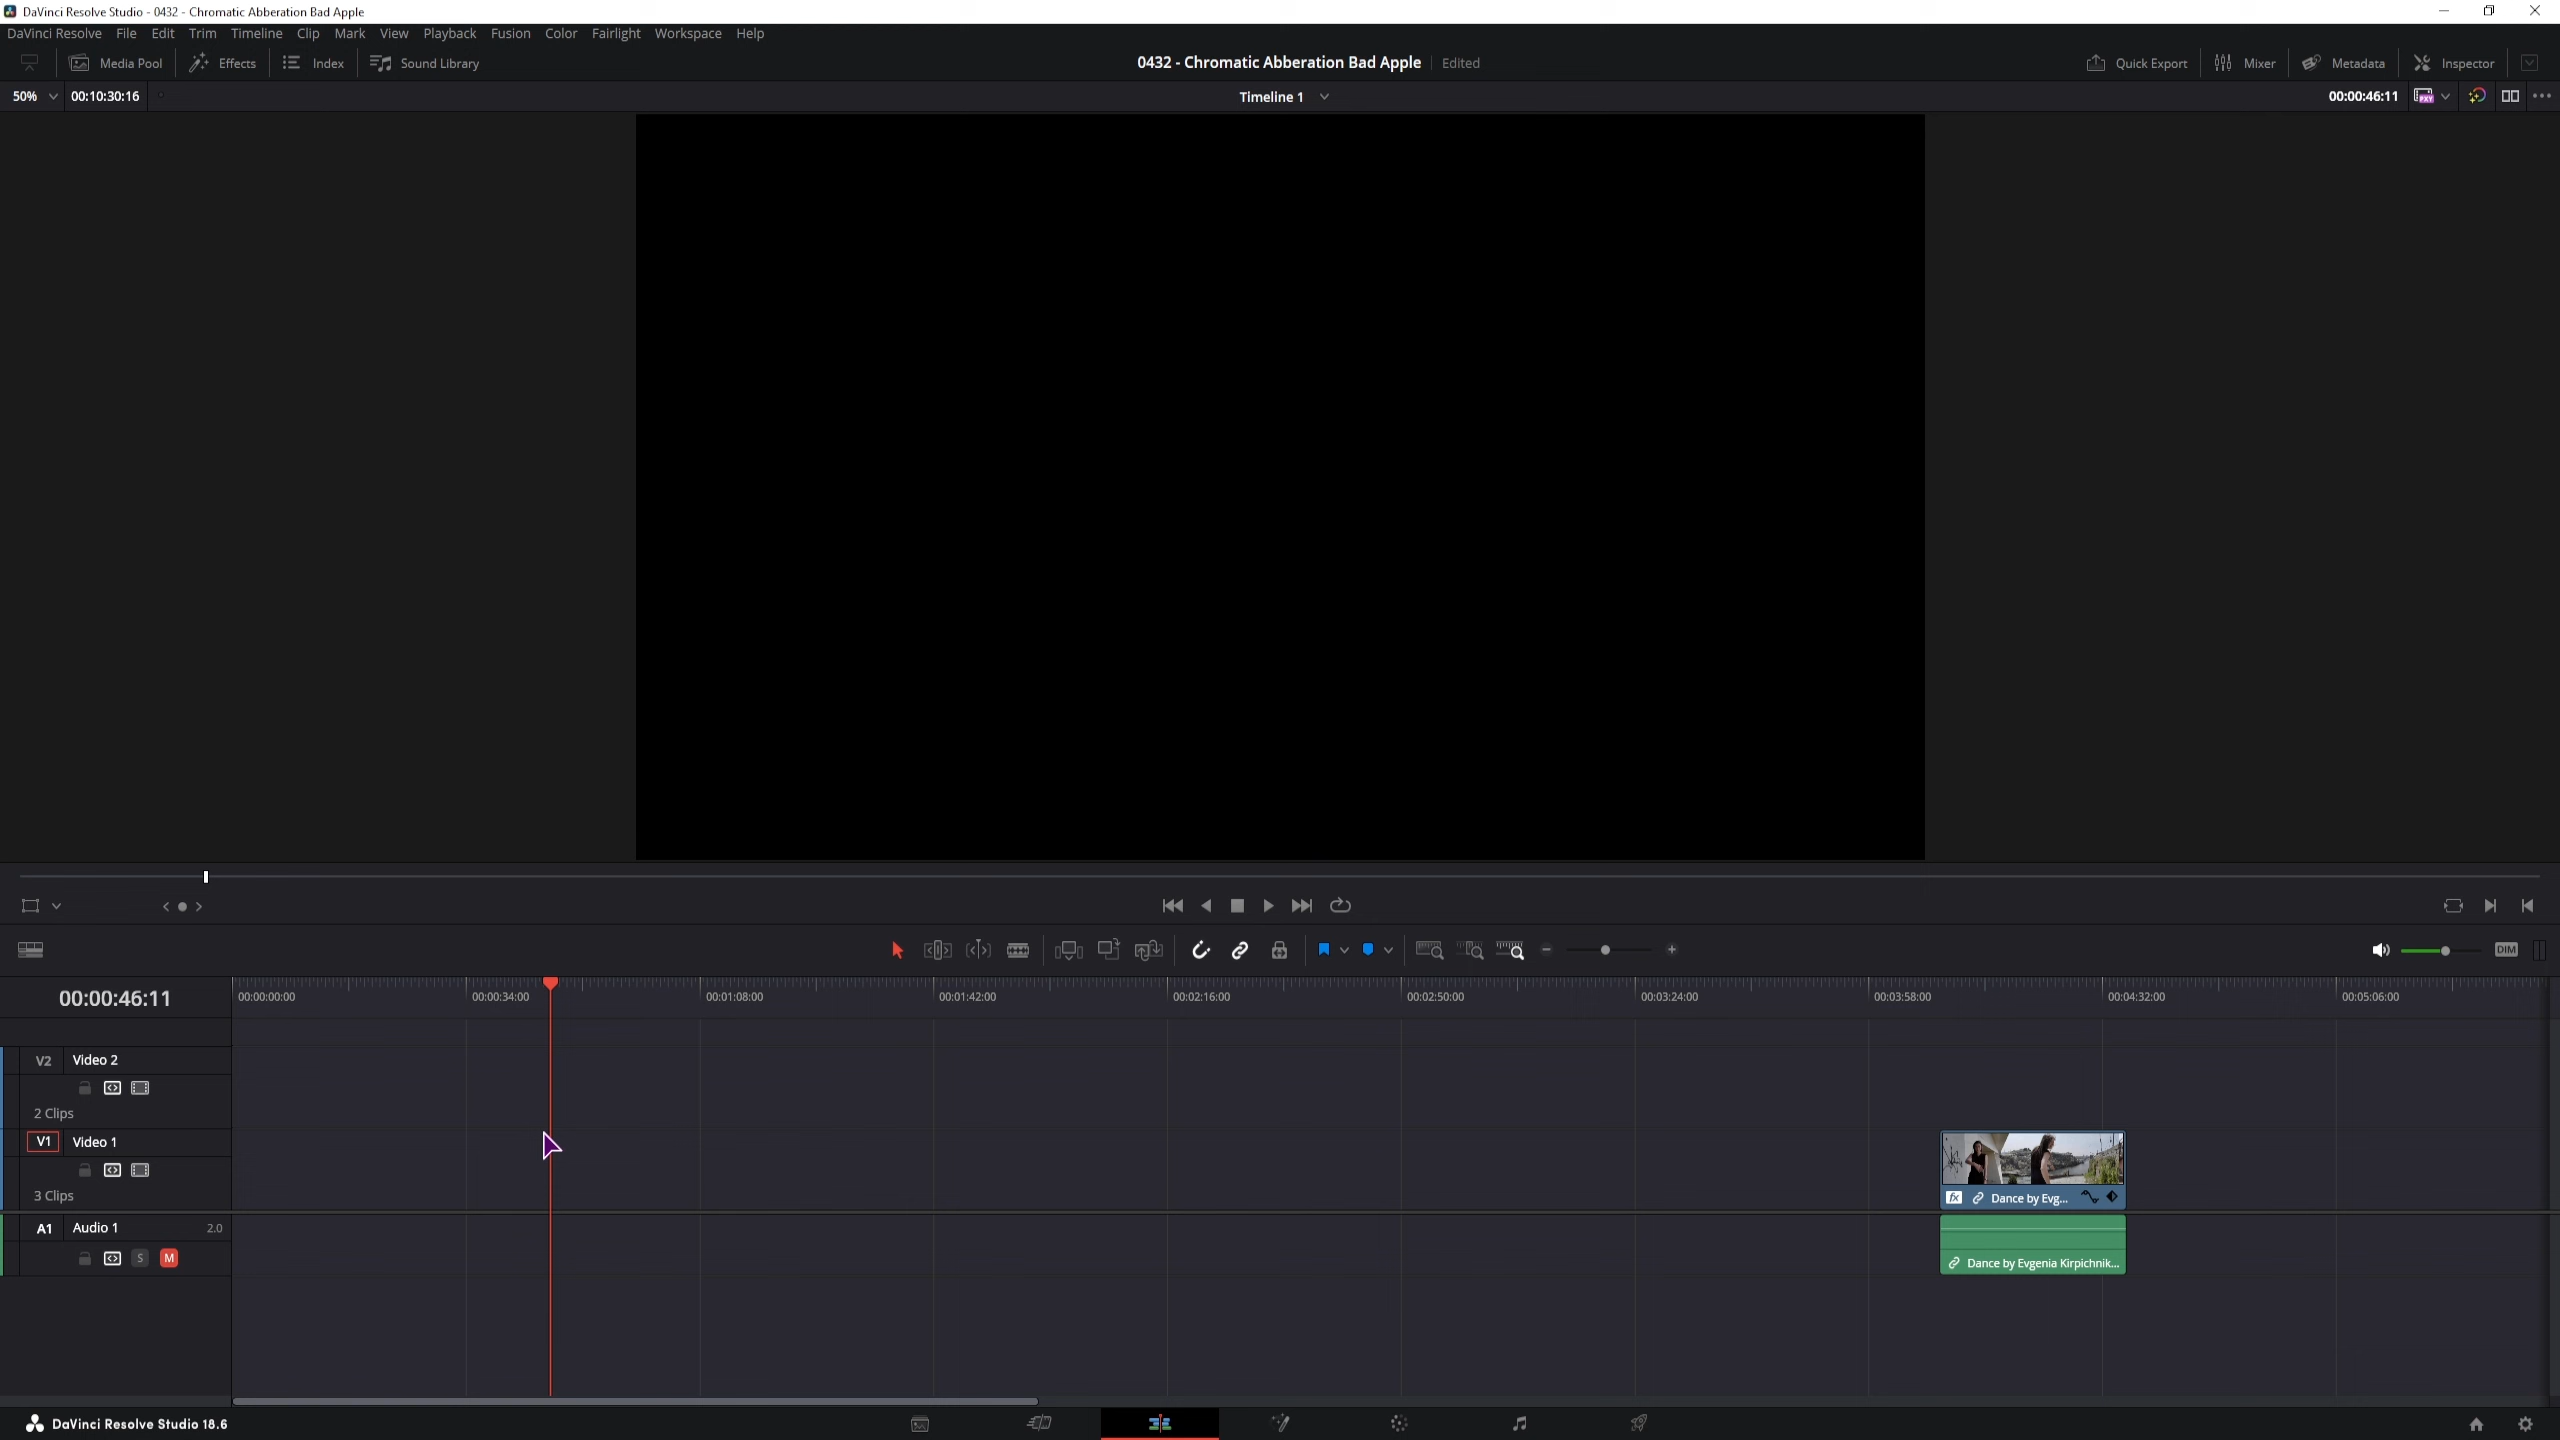 DaVinci Resolve Studio - 0432 - Chromatic Abberation Bad Apple
DaVinci Resolve File Edit Trim Timeline Clip Mark View Playback Fusion Color Fairlight Workspace Help
Media Pool Effects Index Sound Library 0432 - Chromatic Abberation Bad Apple Edited Quick Export Mixer Metadata Inspector
50% 00:10:30:16 Timeline 1 00:00:46:11 PXY
DIM
00:00:46:11 00:00:00:00 00:00:34:00 00:01:08:00 00:01:42:00 00:02:16:00 00:02:50:00 00:03:24:00 00:03:58:00 00:04:32:00 00:05:06:00
V2 Video 2
2 Clips
V1 Video 1
3 Clips
fx Dance by Evg...
A1 Audio 1 2.0
S M
Dance by Evgenia Kirpichnik...
DaVinci Resolve Studio 18.6